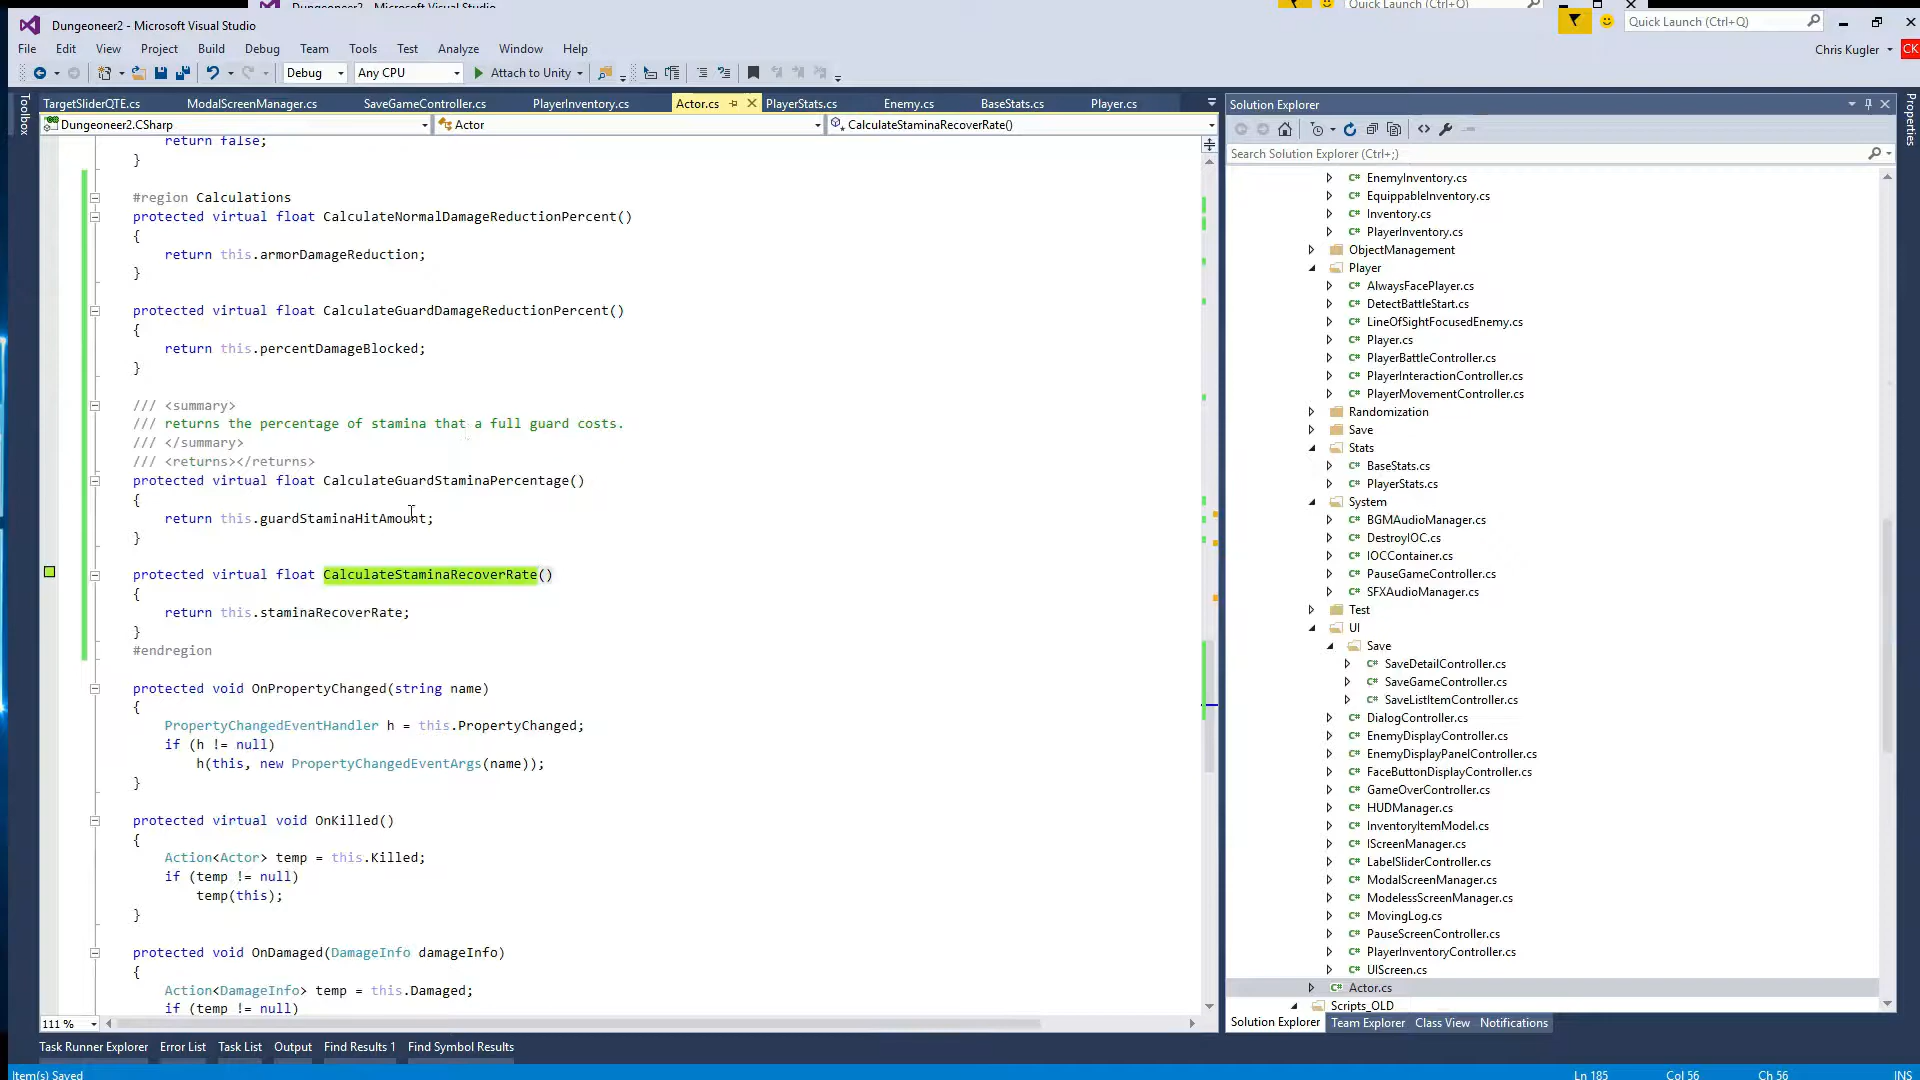 Dungeoneer2 - Microsoft Visual Studio
Quick Launch (Ctrl+Q)
Dungeoneer2 - Microsoft Visual Studio
Quick Launch (Ctrl+Q)
File Edit View Project Build Debug Team Tools Test Analyze Window Help
Chris Kugler CK
Debug Any CPU Attach to Unity
Toolbox
TargetSliderQTE.cs ModalScreenManager.cs SaveGameController.cs PlayerInventory.cs Actor.cs PlayerStats.cs Enemy.cs BaseStats.cs Player.cs
Dungeoneer2.CSharp Actor CalculateStaminaRecoverRate()
return false;
}
#region Calculations
protected virtual float CalculateNormalDamageReductionPercent()
{
return this.armorDamageReduction;
}
protected virtual float CalculateGuardDamageReductionPercent()
{
return this.percentDamageBlocked;
}
/// <summary>
/// returns the percentage of stamina that a full guard costs.
/// </summary>
/// <returns></returns>
protected virtual float CalculateGuardStaminaPercentage()
{
return this.guardStaminaHitAmount;
}
protected virtual float CalculateStaminaRecoverRate()
{
return this.staminaRecoverRate;
}
#endregion
protected void OnPropertyChanged(string name)
{
PropertyChangedEventHandler h = this.PropertyChanged;
if (h != null)
h(this, new PropertyChangedEventArgs(name));
}
protected virtual void OnKilled()
{
Action<Actor> temp = this.Killed;
if (temp != null)
temp(this);
}
protected void OnDamaged(DamageInfo damageInfo)
{
Action<DamageInfo> temp = this.Damaged;
if (temp != null)
111 %
Solution Explorer
Search Solution Explorer (Ctrl+;)
EnemyInventory.cs
EquippableInventory.cs
Inventory.cs
PlayerInventory.cs
ObjectManagement
Player
AlwaysFacePlayer.cs
DetectBattleStart.cs
LineOfSightFocusedEnemy.cs
Player.cs
PlayerBattleController.cs
PlayerInteractionController.cs
PlayerMovementController.cs
Randomization
Save
Stats
BaseStats.cs
PlayerStats.cs
System
BGMAudioManager.cs
DestroyIOC.cs
IOCContainer.cs
PauseGameController.cs
SFXAudioManager.cs
Test
UI
Save
SaveDetailController.cs
SaveGameController.cs
SaveListItemController.cs
DialogController.cs
EnemyDisplayController.cs
EnemyDisplayPanelController.cs
FaceButtonDisplayController.cs
GameOverController.cs
HUDManager.cs
InventoryItemModel.cs
IScreenManager.cs
LabelSliderController.cs
ModalScreenManager.cs
ModelessScreenManager.cs
MovingLog.cs
PauseScreenController.cs
PlayerInventoryController.cs
UIScreen.cs
Actor.cs
Scripts_OLD
Solution Explorer Team Explorer Class View Notifications
Properties
Task Runner Explorer Error List Task List Output Find Results 1 Find Symbol Results
Item(s) Saved Ln 185 Col 56 Ch 56 INS